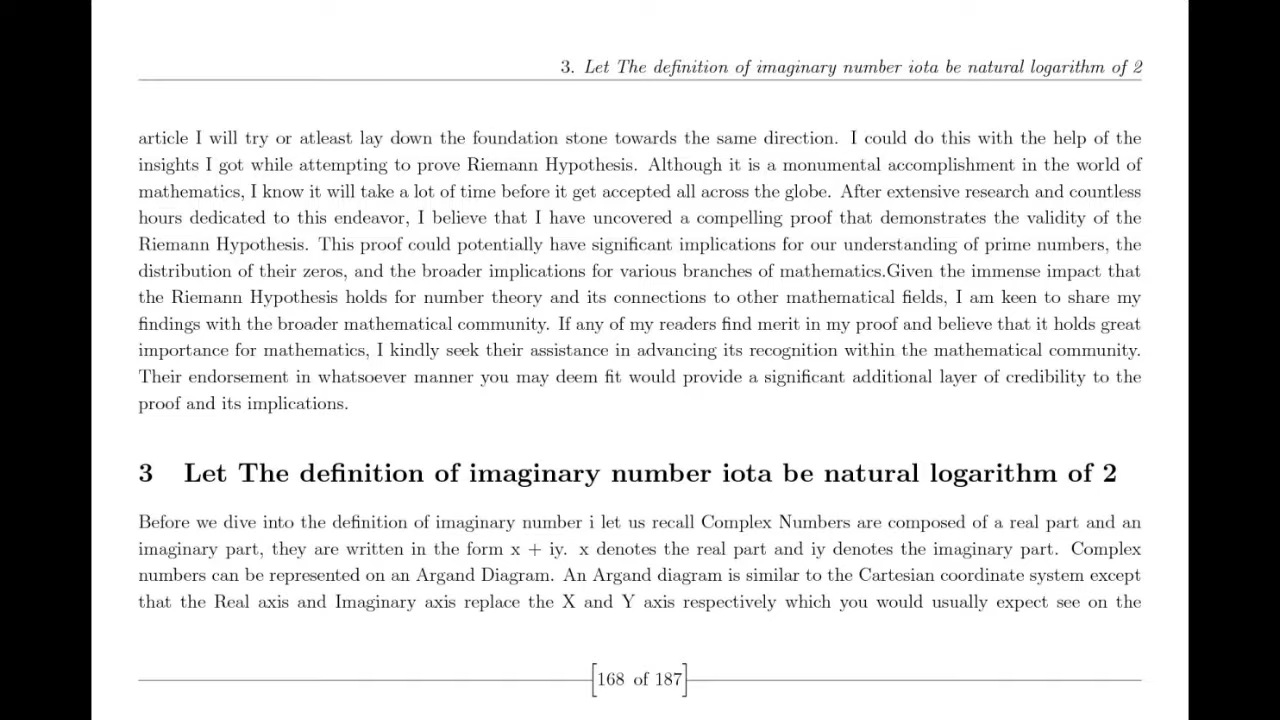 3. Let The definition of imaginary number iota be natural logarithm of 2
article I will try or atleast lay down the foundation stone towards the same direction. I could do this with the help of the
insights I got while attempting to prove Riemann Hypothesis. Although it is a monumental accomplishment in the world of
mathematics, I know it will take a lot of time before it get accepted all across the globe. After extensive research and countless
hours dedicated to this endeavor, I believe that I have uncovered a compelling proof that demonstrates the validity of the
Riemann Hypothesis. This proof could potentially have significant implications for our understanding of prime numbers, the
distribution of their zeros, and the broader implications for various branches of mathematics.Given the immense impact that
the Riemann Hypothesis holds for number theory and its connections to other mathematical fields, I am keen to share my
findings with the broader mathematical community. If any of my readers find merit in my proof and believe that it holds great
importance for mathematics, I kindly seek their assistance in advancing its recognition within the mathematical community.
Their endorsement in whatsoever manner you may deem fit would provide a significant additional layer of credibility to the
proof and its implications.
3 Let The definition of imaginary number iota be natural logarithm of 2
Before we dive into the definition of imaginary number i let us recall Complex Numbers are composed of a real part and an
imaginary part, they are written in the form x + iy. x denotes the real part and iy denotes the imaginary part. Complex
numbers can be represented on an Argand Diagram. An Argand diagram is similar to the Cartesian coordinate system except
that the Real axis and Imaginary axis replace the X and Y axis respectively which you would usually expect see on the
[168 of 187]